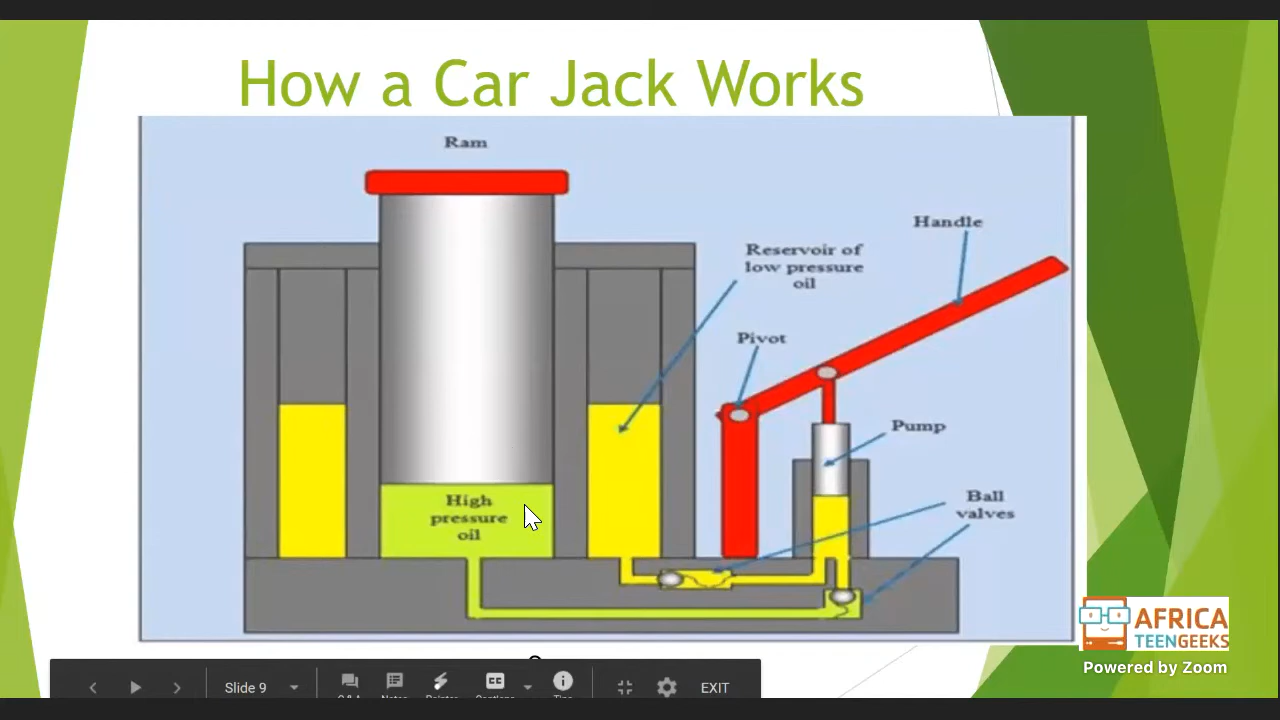 How a Car Jack Works
Ram
Handle
Reservoir of
low pressure
oil
Pivot
Pump
High
pressure
oil
Ball
valves
AFRICA
TEENGEEKS
Powered by Zoom
Slide 9
CC
EXIT